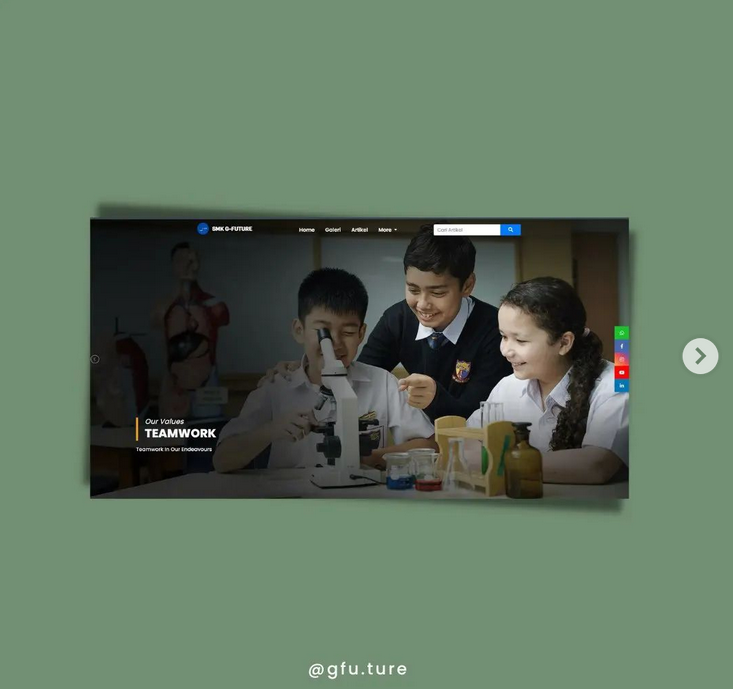 SMK G-FUTURE
Home Galeri Artikel More
Cari Artikel
Our Values
TEAMWORK
Teamwork In Our Endeavours
@gfu.ture